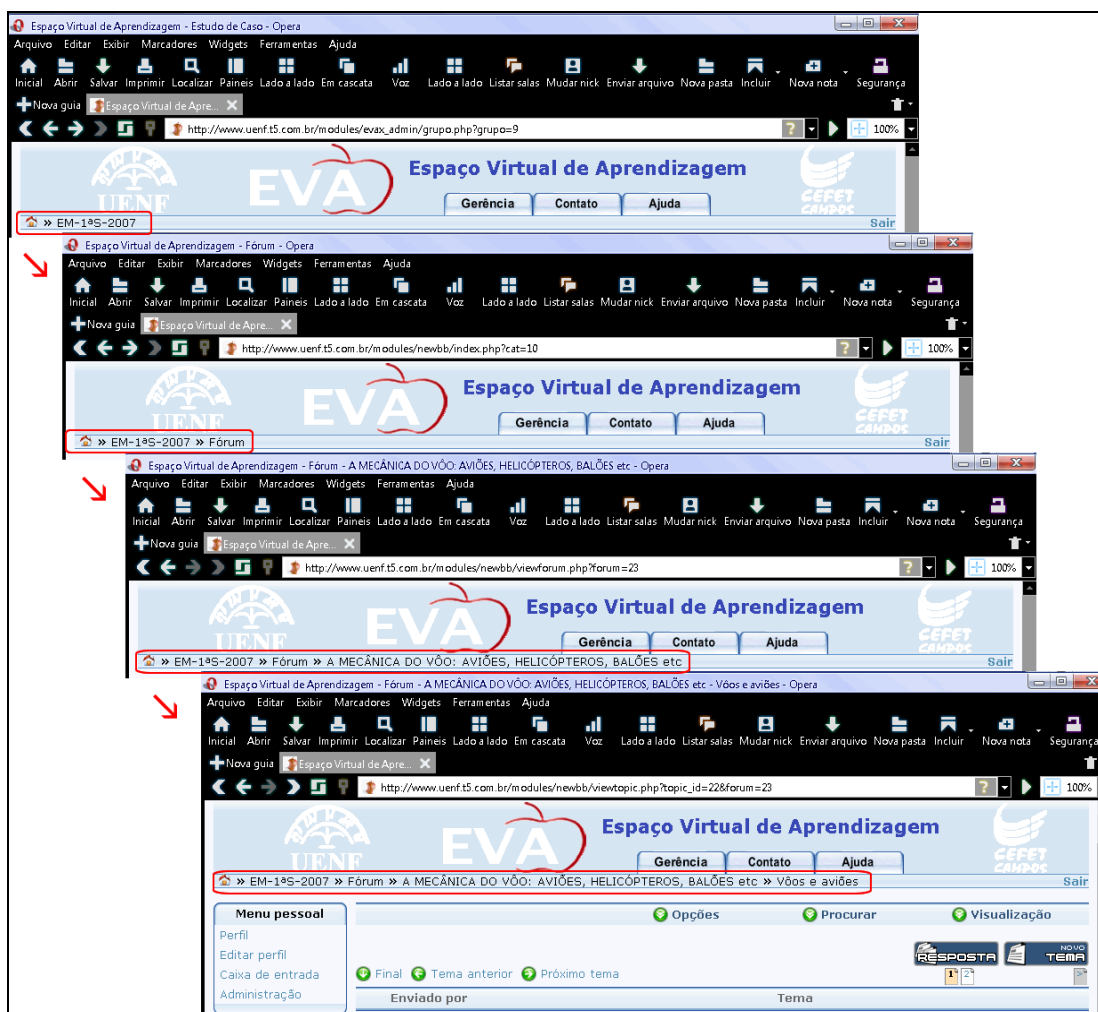 Espaço Virtual de Aprendizagem - Estudo de Caso - Opera
Arquivo Editar Exibir Marcadores Widgets Ferramentas Ajuda
Inicial Abrir Salvar Imprimir Localizar Paineis Lado a lado Em cascata Voz Lado a lado Listar salas Mudar nick Enviar arquivo Nova pasta Incluir Nova nota Segurança
Nova guia Espaço Virtual de Apre...
http://www.uenf.t5.com.br/modules/evax_admin/grupo.php?grupo=9 ? 100%
UENF EVA Espaço Virtual de Aprendizagem CEFET CAMPOS
Gerência Contato Ajuda
» EM-1ªS-2007 Sair
Espaço Virtual de Aprendizagem - Fórum - Opera
Arquivo Editar Exibir Marcadores Widgets Ferramentas Ajuda
Inicial Abrir Salvar Imprimir Localizar Paineis Lado a lado Em cascata Voz Lado a lado Listar salas Mudar nick Enviar arquivo Nova pasta Incluir Nova nota Segurança
Nova guia Espaço Virtual de Apre...
http://www.uenf.t5.com.br/modules/newbb/index.php?cat=10 ? 100%
UENF EVA Espaço Virtual de Aprendizagem CEFET CAMPOS
Gerência Contato Ajuda
» EM-1ªS-2007 » Fórum Sair
Espaço Virtual de Aprendizagem - Fórum - A MECÂNICA DO VÔO: AVIÕES, HELICÓPTEROS, BALÕES etc - Opera
Arquivo Editar Exibir Marcadores Widgets Ferramentas Ajuda
Inicial Abrir Salvar Imprimir Localizar Paineis Lado a lado Em cascata Voz Lado a lado Listar salas Mudar nick Enviar arquivo Nova pasta Incluir Nova nota Segurança
Nova guia Espaço Virtual de Apre...
http://www.uenf.t5.com.br/modules/newbb/viewforum.php?forum=23 ? 100%
UENF EVA Espaço Virtual de Aprendizagem CEFET CAMPOS
Gerência Contato Ajuda
» EM-1ªS-2007 » Fórum » A MECÂNICA DO VÔO: AVIÕES, HELICÓPTEROS, BALÕES etc Sair
Espaço Virtual de Aprendizagem - Fórum - A MECÂNICA DO VÔO: AVIÕES, HELICÓPTEROS, BALÕES etc - Vôos e aviões - Opera
Arquivo Editar Exibir Marcadores Widgets Ferramentas Ajuda
Inicial Abrir Salvar Imprimir Localizar Paineis Lado a lado Em cascata Voz Lado a lado Listar salas Mudar nick Enviar arquivo Nova pasta Incluir Nova nota Segurança
Nova guia Espaço Virtual de Apre...
http://www.uenf.t5.com.br/modules/newbb/viewtopic.php?topic_id=22&forum=23 ? 100%
UENF EVA Espaço Virtual de Aprendizagem CEFET CAMPOS
Gerência Contato Ajuda
» EM-1ªS-2007 » Fórum » A MECÂNICA DO VÔO: AVIÕES, HELICÓPTEROS, BALÕES etc » Vôos e aviões Sair
Menu pessoal Opções Procurar Visualização
Perfil
Editar perfil RESPOSTA NOVO TEMA
Caixa de entrada Final Tema anterior Próximo tema 1 2 >
Administração
Enviado por Tema